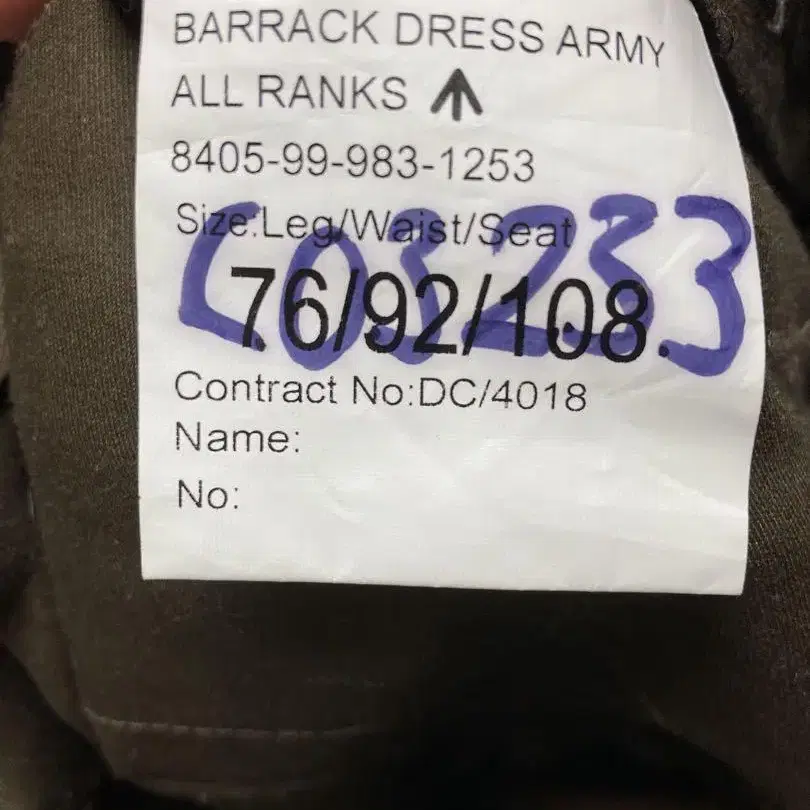 BARRACK DRESS ARMY
ALL RANKS
8405-99-983-1253
Size:Leg/Waist/Seat
76/92/108.
C03233
Contract No:DC/4018
Name:
No: